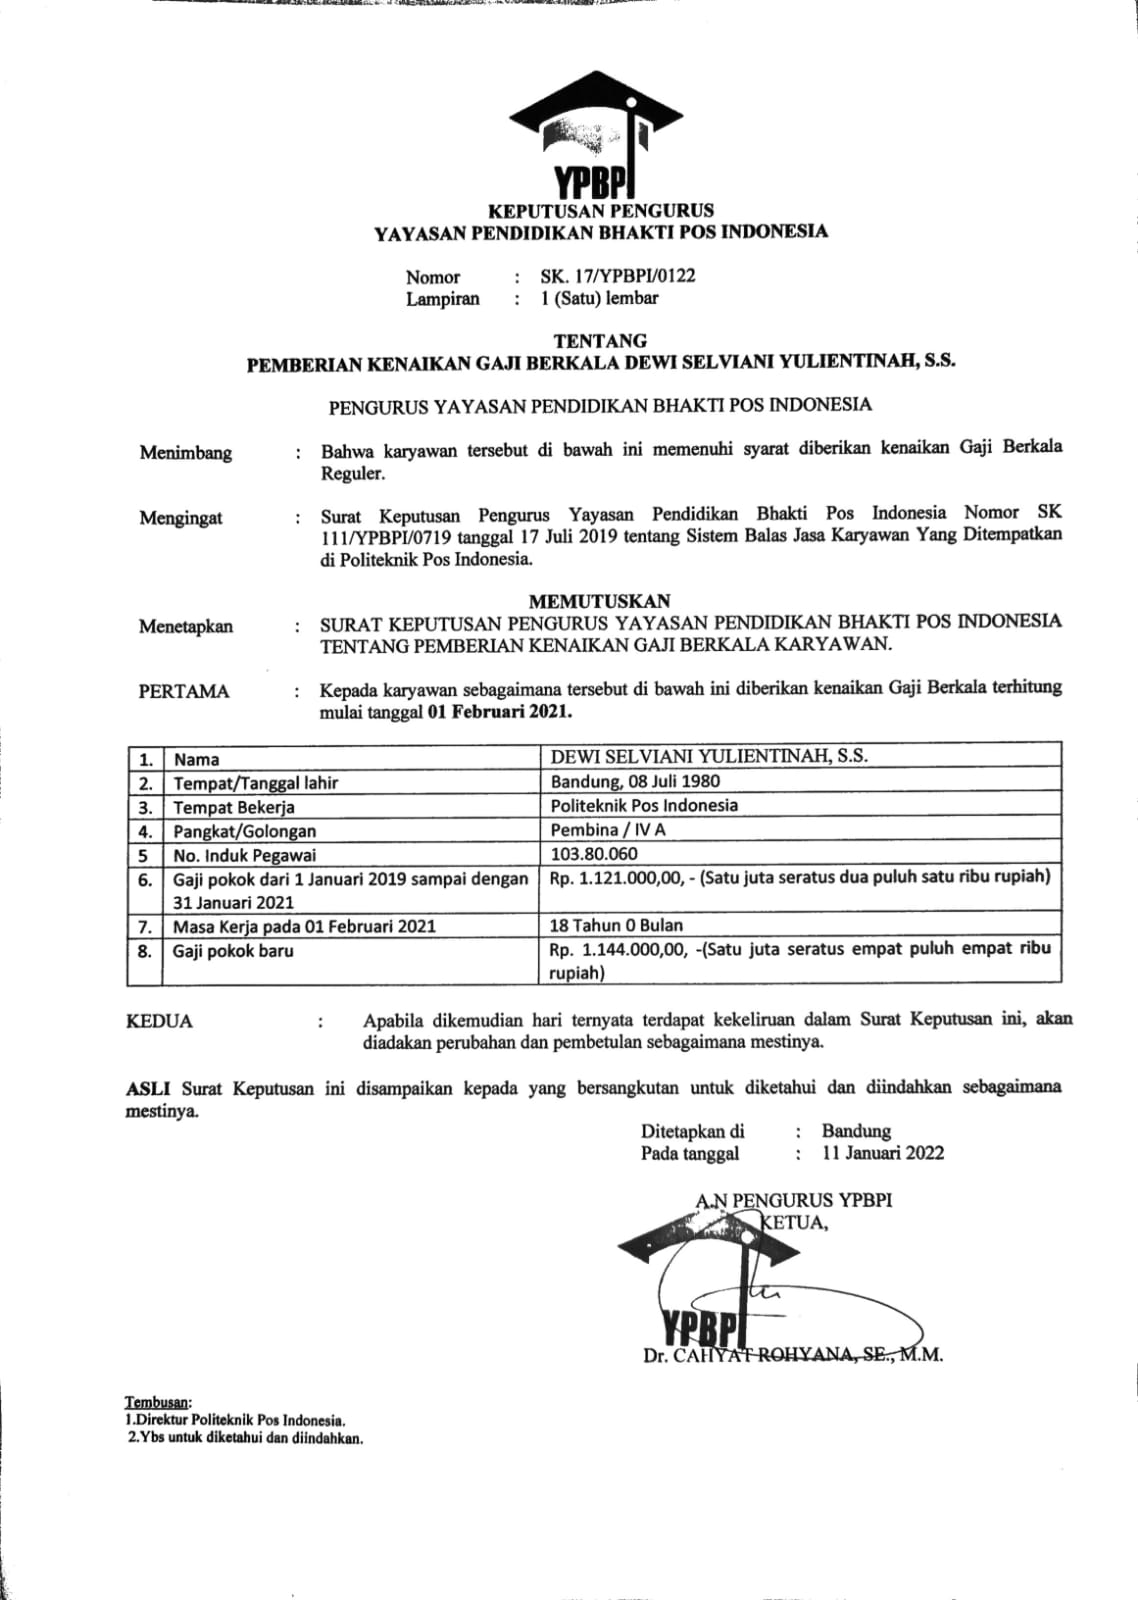 YPBPI
KEPUTUSAN PENGURUS
YAYASAN PENDIDIKAN BHAKTI POS INDONESIA
Nomor : SK. 17/YPBPI/0122
Lampiran : 1 (Satu) lembar
TENTANG
PEMBERIAN KENAIKAN GAJI BERKALA DEWI SELVIANI YULIENTINAH, S.S.
PENGURUS YAYASAN PENDIDIKAN BHAKTI POS INDONESIA
Menimbang : Bahwa karyawan tersebut di bawah ini memenuhi syarat diberikan kenaikan Gaji Berkala
Reguler.
Mengingat : Surat Keputusan Pengurus Yayasan Pendidikan Bhakti Pos Indonesia Nomor SK
111/YPBPI/0719 tanggal 17 Juli 2019 tentang Sistem Balas Jasa Karyawan Yang Ditempatkan
di Politeknik Pos Indonesia.
MEMUTUSKAN
Menetapkan : SURAT KEPUTUSAN PENGURUS YAYASAN PENDIDIKAN BHAKTI POS INDONESIA
TENTANG PEMBERIAN KENAIKAN GAJI BERKALA KARYAWAN.
PERTAMA : Kepada karyawan sebagaimana tersebut di bawah ini diberikan kenaikan Gaji Berkala terhitung
mulai tanggal 01 Februari 2021.
1. Nama DEWI SELVIANI YULIENTINAH, S.S.
2. Tempat/Tanggal lahir Bandung, 08 Juli 1980
3. Tempat Bekerja Politeknik Pos Indonesia
4. Pangkat/Golongan Pembina / IV A
5 No. Induk Pegawai 103.80.060
6. Gaji pokok dari 1 Januari 2019 sampai dengan Rp. 1.121.000,00, - (Satu juta seratus dua puluh satu ribu rupiah)
31 Januari 2021
7. Masa Kerja pada 01 Februari 2021 18 Tahun 0 Bulan
8. Gaji pokok baru Rp. 1.144.000,00, -(Satu juta seratus empat puluh empat ribu
rupiah)
KEDUA : Apabila dikemudian hari ternyata terdapat kekeliruan dalam Surat Keputusan ini, akan
diadakan perubahan dan pembetulan sebagaimana mestinya.
ASLI Surat Keputusan ini disampaikan kepada yang bersangkutan untuk diketahui dan diindahkan sebagaimana
mestinya.
Ditetapkan di : Bandung
Pada tanggal : 11 Januari 2022
A.N PENGURUS YPBPI
KETUA,
YPBPI
Dr. CAHYAT ROHYANA, SE., M.M.
Tembusan:
1.Direktur Politeknik Pos Indonesia.
2.Ybs untuk diketahui dan diindahkan.